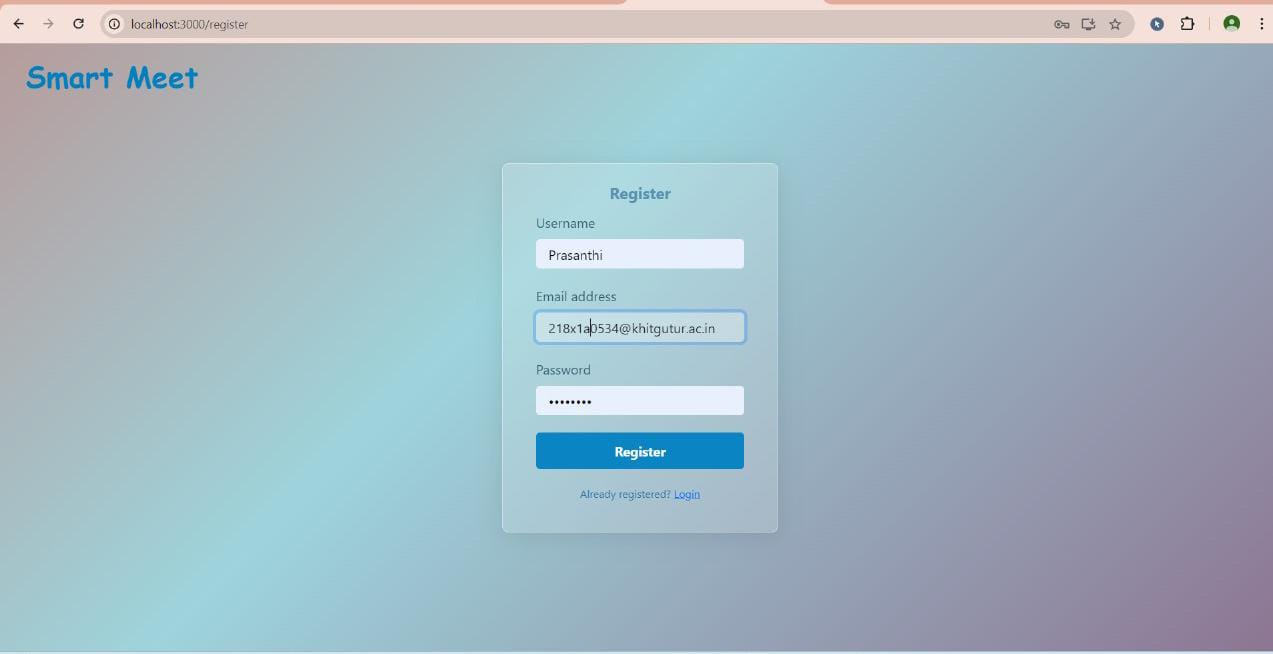 localhost:3000/register
Smart Meet
Register
Username
Prasanthi
Email address
218x1a0534@khitgutur.ac.in
Password
••••••••
Register
Already registered? Login